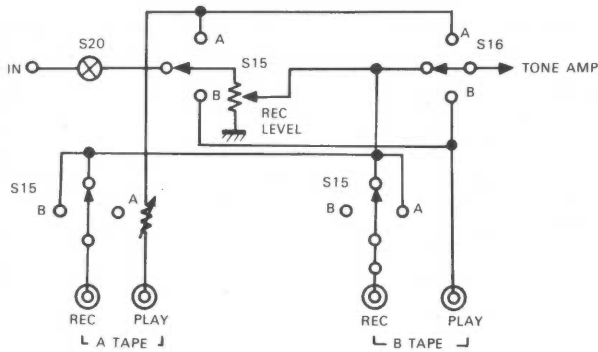 S20
IN
A
B
S15
REC
LEVEL
A
B
S16
TONE AMP
S15
B
A
S15
B
A
REC
PLAY
A TAPE
REC
PLAY
B TAPE